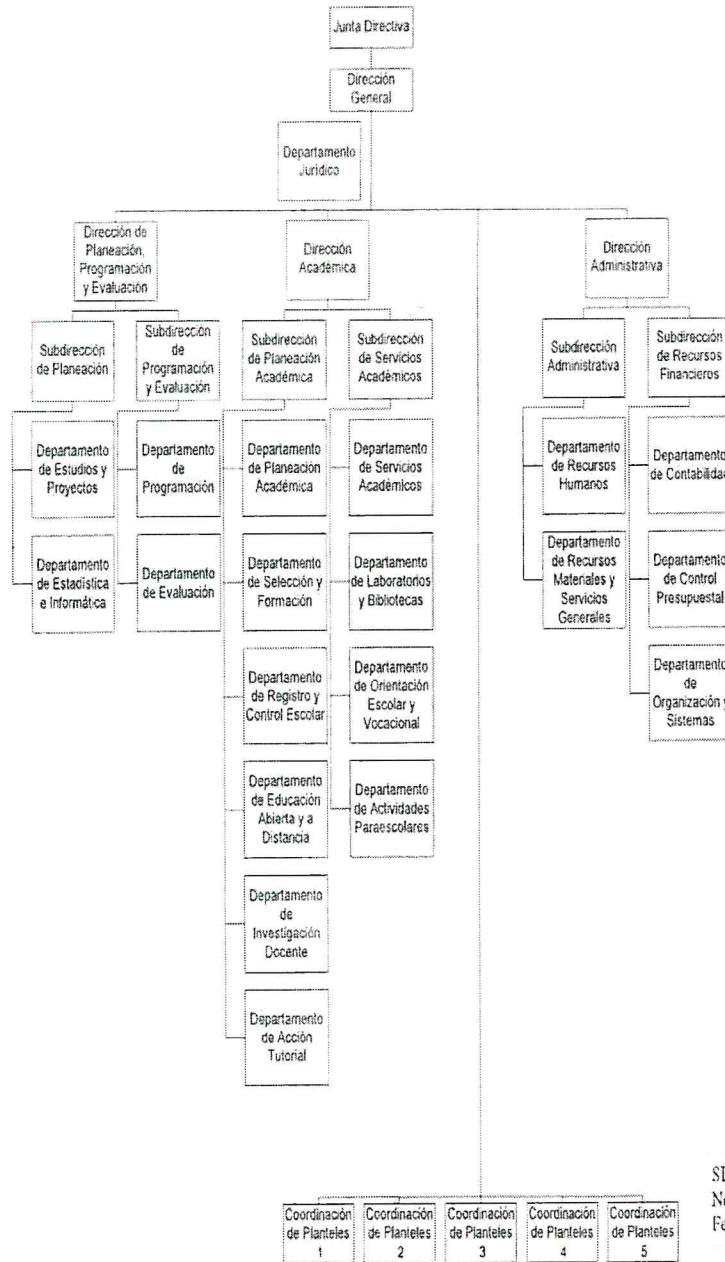 Junta Directiva
Dirección
General
Departamento
Jurídico
Dirección de
Planeación,
Programación
y Evaluación
Dirección
Académica
Dirección
Administrativa
Subdirección
de Planeación
Subdirección
de
Programación
y Evaluación
Subdirección
de Planeación
Académica
Subdirección
de Servicios
Académicos
Subdirección
Administrativa
Subdirección
de Recursos
Financieros
Departamento
de Estudios y
Proyectos
Departamento
de
Programación
Departamento
de Planeación
Académica
Departamento
de Servicios
Académicos
Departamento
de Recursos
Humanos
Departamento
de Contabilidad
Departamento
de Estadística
e Informática
Departamento
de Evaluación
Departamento
de Selección y
Formación
Departamento
de Laboratorios
y Bibliotecas
Departamento
de Recursos
Materiales y
Servicios
Generales
Departamento
de Control
Presupuestal
Departamento
de Registro y
Control Escolar
Departamento
de Orientación
Escolar y
Vocacional
Departamento
de
Organización y
Sistemas
Departamento
de Educación
Abierta y a
Distancia
Departamento
de Actividades
Paraescolares
Departamento
de
Investigación
Docente
Departamento
de Acción
Tutorial
Coordinación
de Planteles
1
Coordinación
de Planteles
2
Coordinación
de Planteles
3
Coordinación
de Planteles
4
Coordinación
de Planteles
5